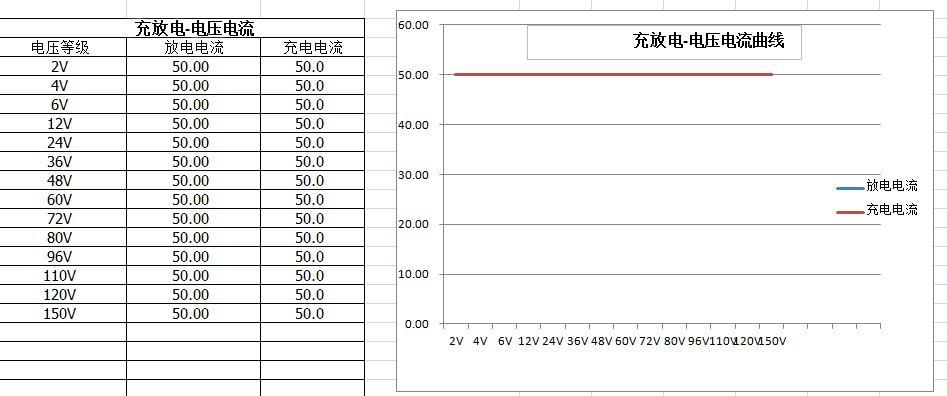 充放电-电压电流
电压等级 放电电流 充电电流
2V 50.00 50.0
4V 50.00 50.0
6V 50.00 50.0
12V 50.00 50.0
24V 50.00 50.0
36V 50.00 50.0
48V 50.00 50.0
60V 50.00 50.0
72V 50.00 50.0
80V 50.00 50.0
96V 50.00 50.0
110V 50.00 50.0
120V 50.00 50.0
150V 50.00 50.0
充放电-电压电流曲线
60.00
50.00
40.00
30.00
20.00
10.00
0.00
2V 4V 6V 12V 24V 36V 48V 60V 72V 80V 96V 110V 120V 150V
放电电流
充电电流